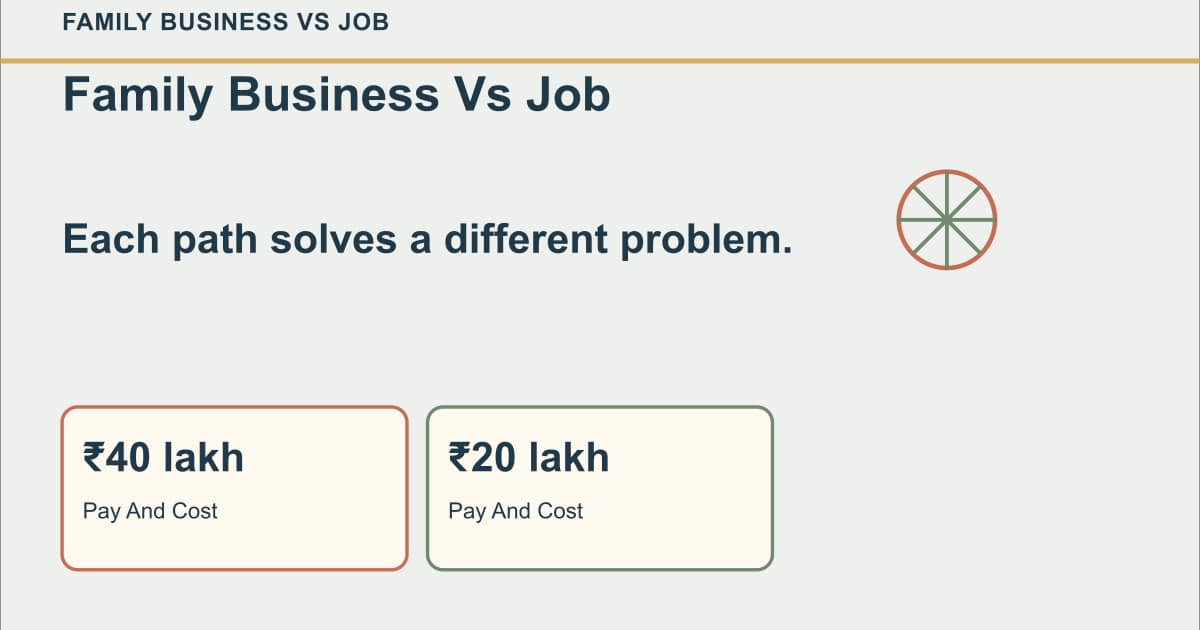 FAMILY BUSINESS VS JOB
Family Business Vs Job
Each path solves a different problem.
₹40 lakh
Pay And Cost
₹20 lakh
Pay And Cost